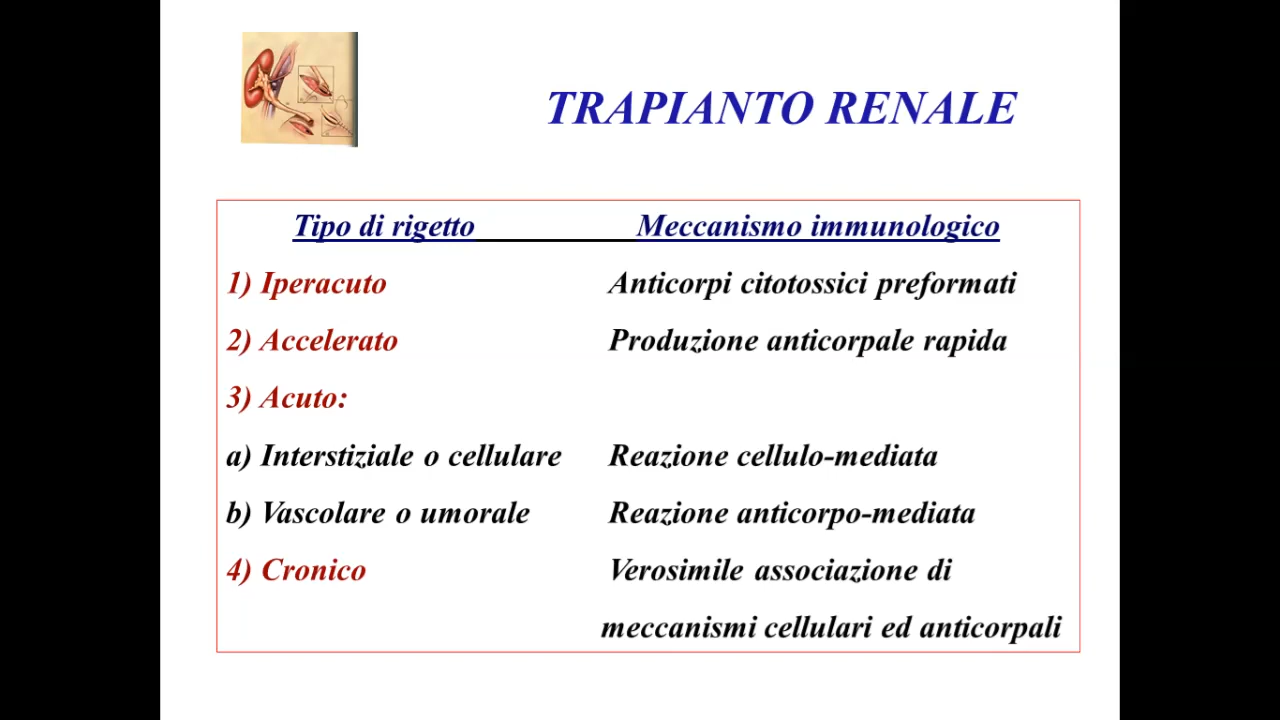 TRAPIANTO RENALE
Tipo di rigetto Meccanismo immunologico
1) Iperacuto Anticorpi citotossici preformati
2) Accelerato Produzione anticorpale rapida
3) Acuto:
a) Interstiziale o cellulare Reazione cellulo-mediata
b) Vascolare o umorale Reazione anticorpo-mediata
4) Cronico Verosimile associazione di
meccanismi cellulari ed anticorpali